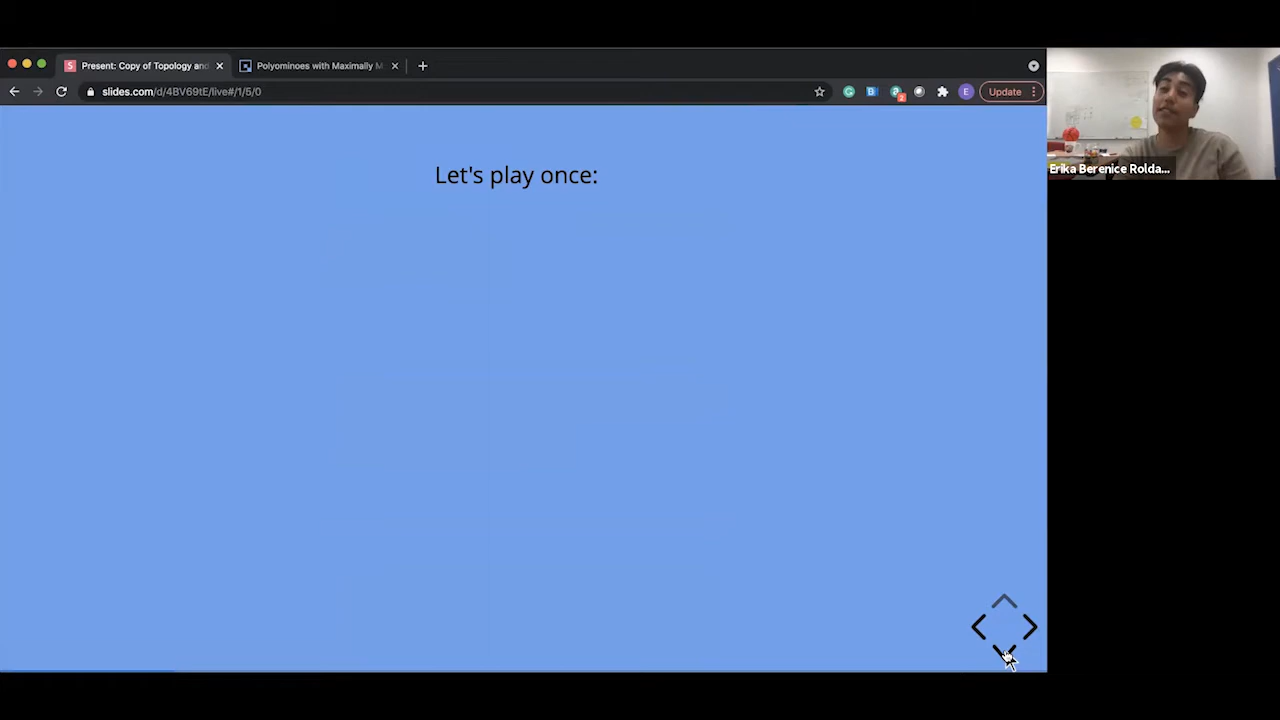 Present: Copy of Topology and
Polyominoes with Maximally M
slides.com/d/4BV69tE/live#/1/5/0
E
Update
Let's play once:
Erika Berenice Rolda...